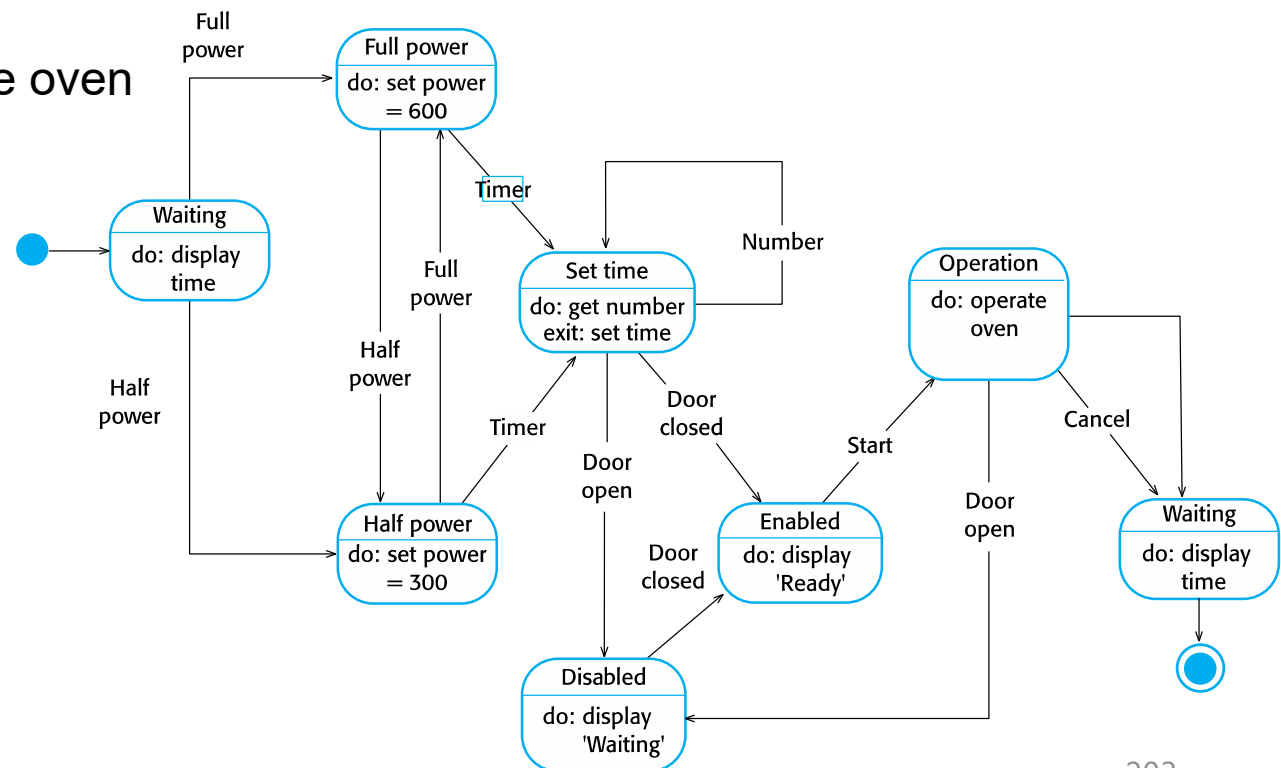 Full
power
e oven
Full power
do: set power
= 600
Timer
Waiting
do: display
time
Full
power
Set time
do: get number
exit: set time
Number
Operation
do: operate
oven
Half
power
Half
power
Timer
Door
closed
Door
open
Start
Cancel
Door
open
Half power
do: set power
= 300
Door
closed
Enabled
do: display
'Ready'
Waiting
do: display
time
Disabled
do: display
'Waiting'